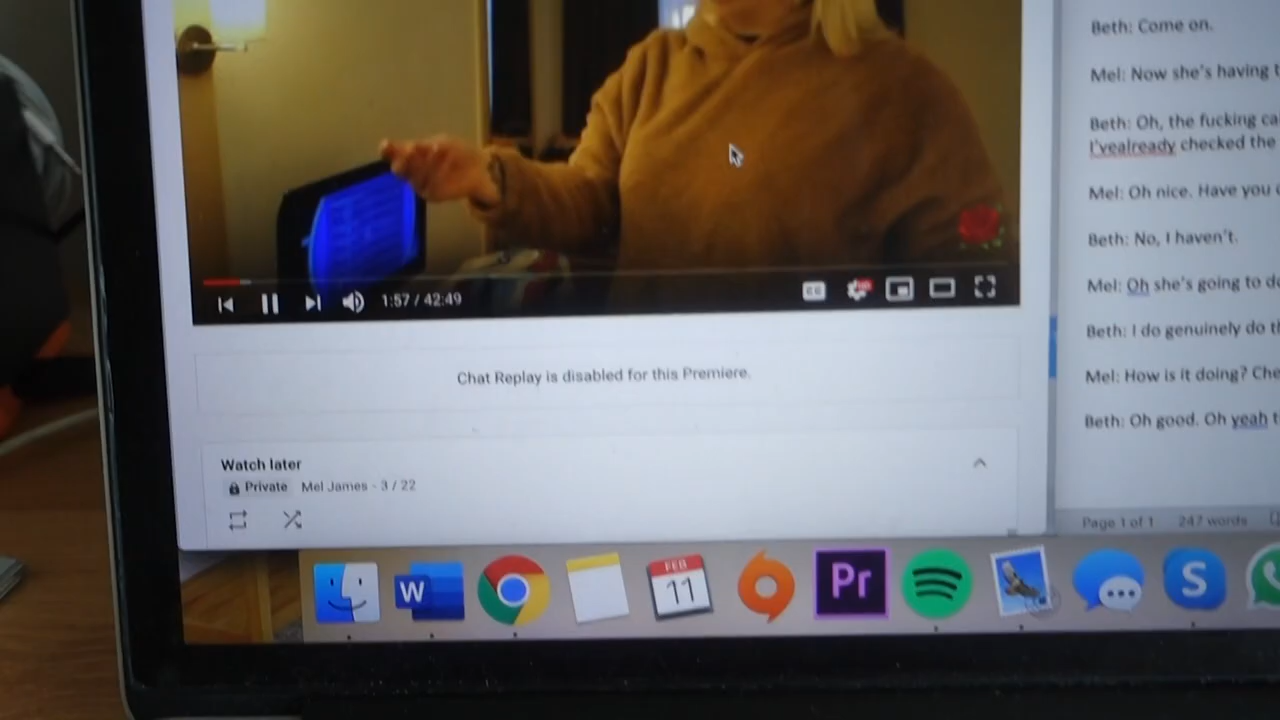 1:57 / 42:49
Chat Replay is disabled for this Premiere.
Watch later
Private Mel James - 3 / 22
Beth: Come on.
Mel: Now she's having
Beth: Oh, the fucking
I'vealready checked the
Mel: Oh nice. Have you
Beth: No, I haven't.
Mel: Oh she's going to
Beth: I do genuinely do
Mel: How is it doing?
Beth: Oh good. Oh yeah
Page 1 of 1 247 words
W
FEB
11
Pr
S